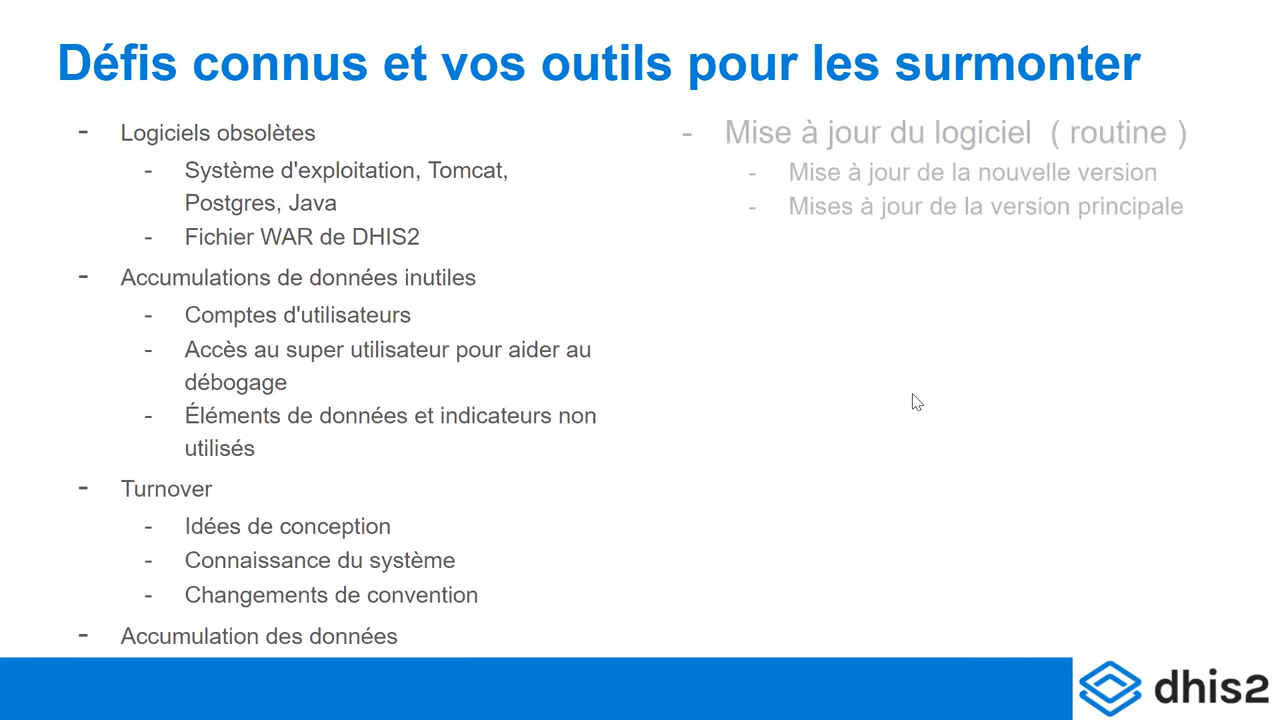 Défis connus et vos outils pour les surmonter
- Logiciels obsolètes
- Système d'exploitation, Tomcat,
Postgres, Java
- Fichier WAR de DHIS2
- Accumulations de données inutiles
- Comptes d'utilisateurs
- Accès au super utilisateur pour aider au
débogage
- Éléments de données et indicateurs non
utilisés
- Turnover
- Idées de conception
- Connaissance du système
- Changements de convention
- Accumulation des données
- Mise à jour du logiciel ( routine )
- Mise à jour de la nouvelle version
- Mises à jour de la version principale
dhis2